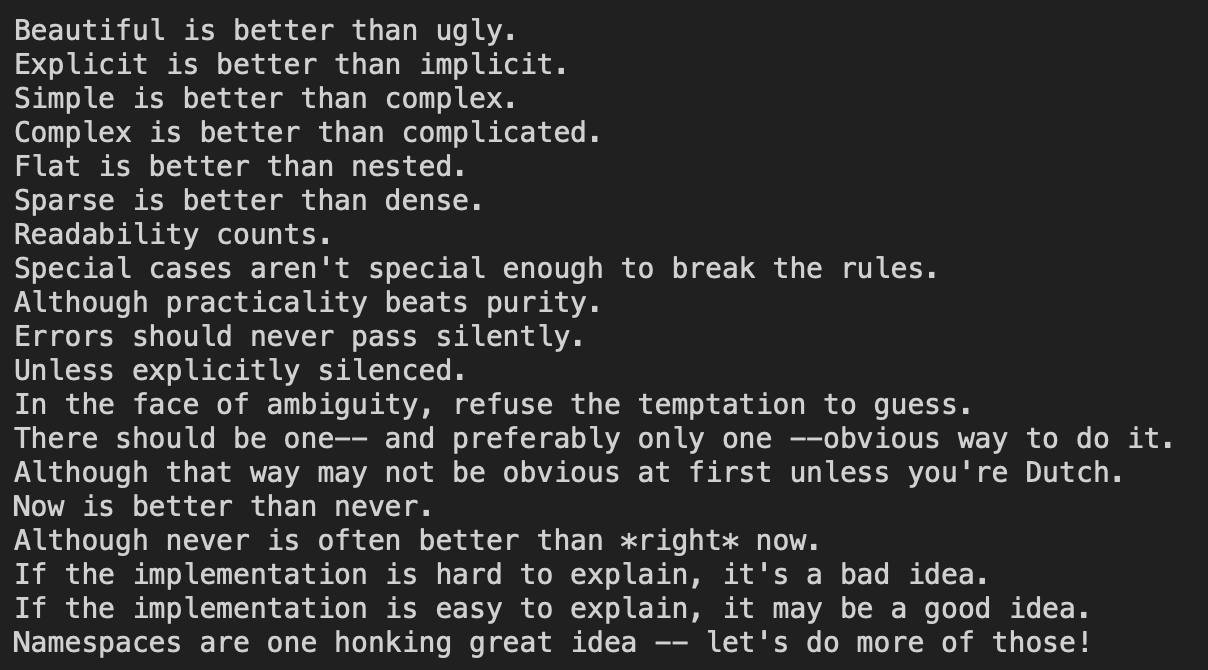 Beautiful is better than ugly.
Explicit is better than implicit.
Simple is better than complex.
Complex is better than complicated.
Flat is better than nested.
Sparse is better than dense.
Readability counts.
Special cases aren't special enough to break the rules.
Although practicality beats purity.
Errors should never pass silently.
Unless explicitly silenced.
In the face of ambiguity, refuse the temptation to guess.
There should be one-- and preferably only one --obvious way to do it.
Although that way may not be obvious at first unless you're Dutch.
Now is better than never.
Although never is often better than *right* now.
If the implementation is hard to explain, it's a bad idea.
If the implementation is easy to explain, it may be a good idea.
Namespaces are one honking great idea -- let's do more of those!